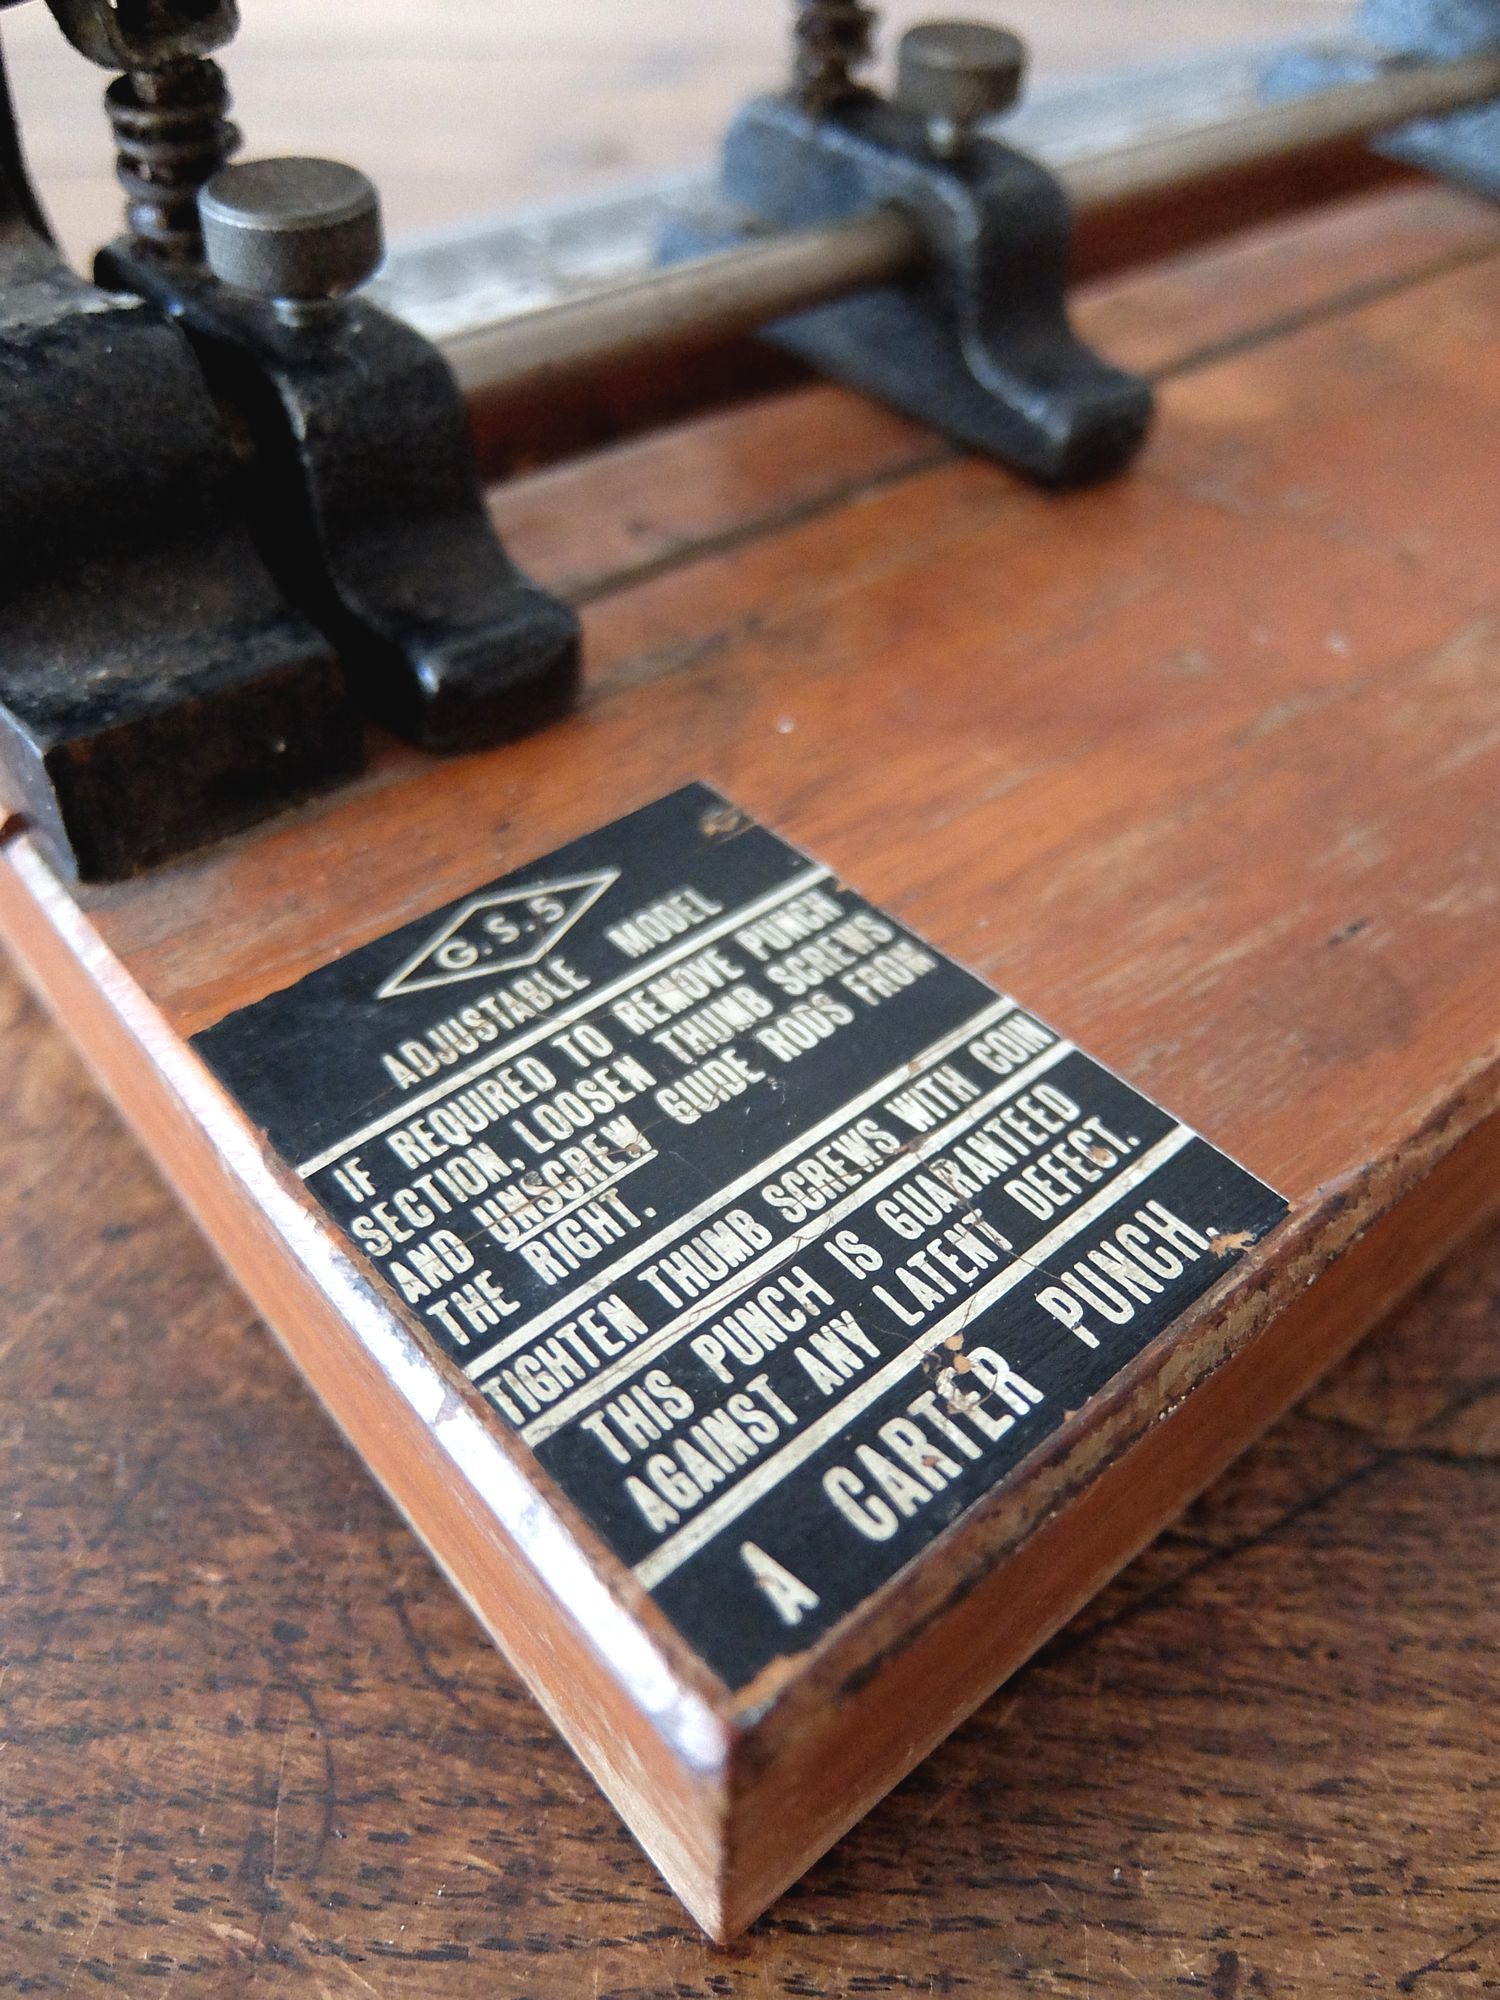 G.S.5
ADJUSTABLE MODEL
IF REQUIRED TO REMOVE PUNCH
SECTION, LOOSEN THUMB SCREWS
AND UNSCREW GUIDE RODS FROM
THE RIGHT.
TIGHTEN THUMB SCREWS WITH COIN
THIS PUNCH IS GUARANTEED
AGAINST ANY LATENT DEFECT.
A CARTER PUNCH.